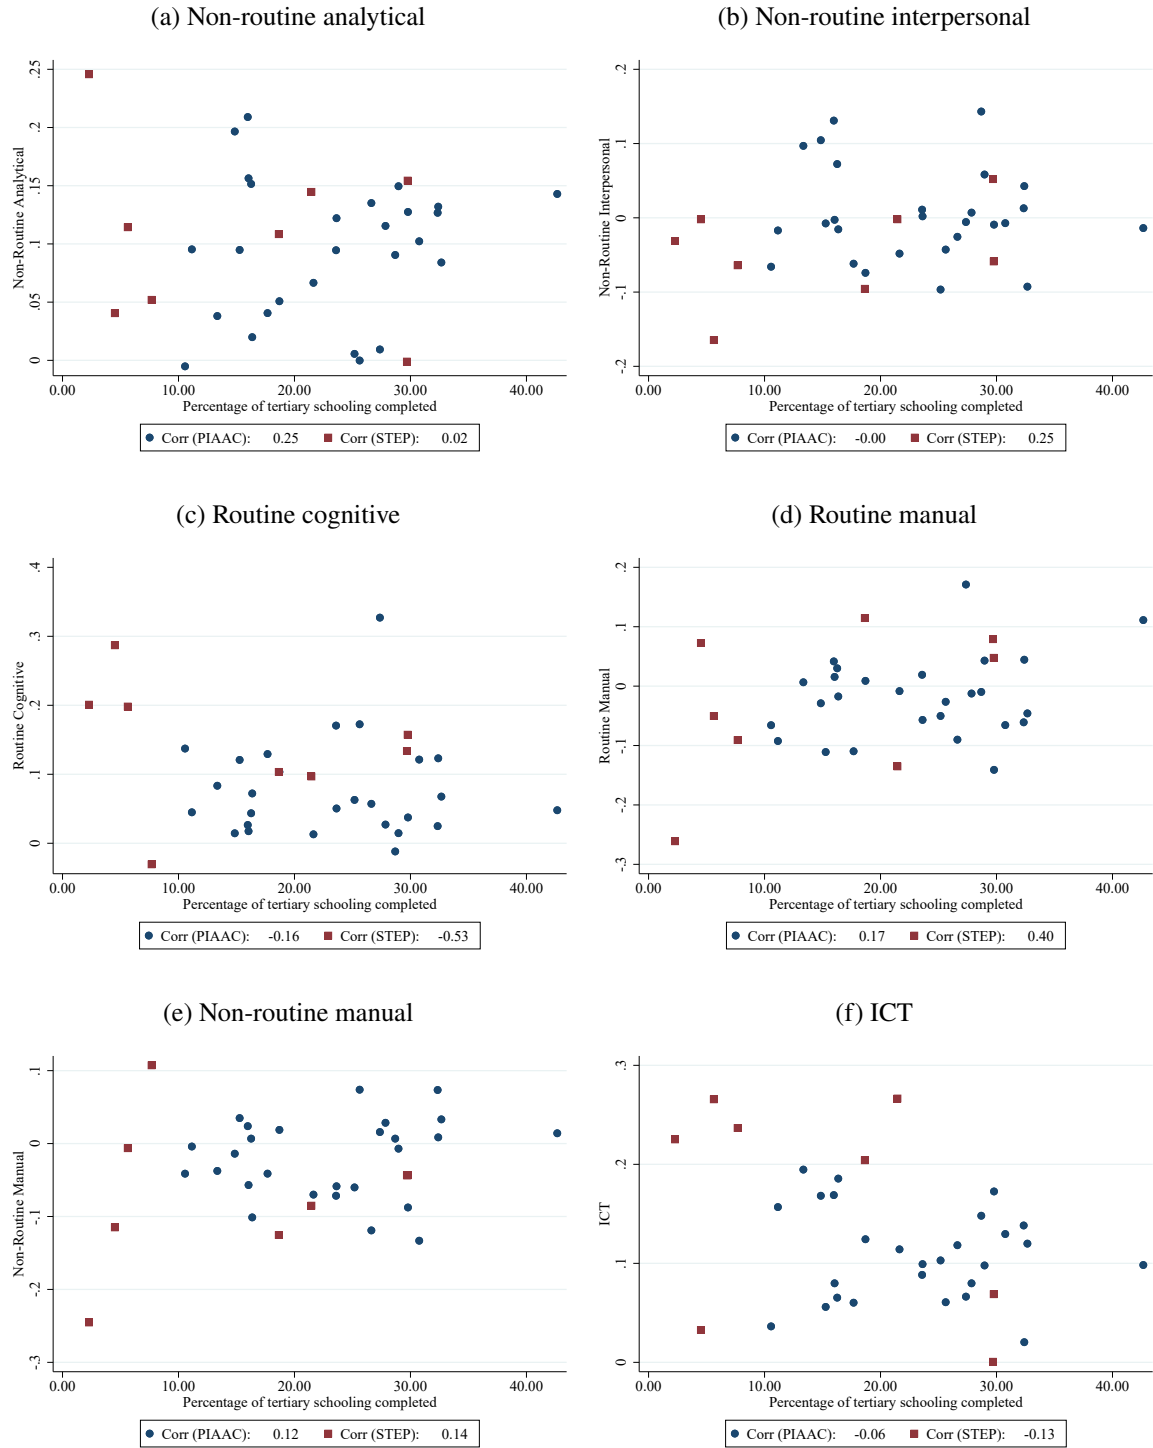 (a) Non-routine analytical
Non-Routine Analytical
.25
.2
.15
.1
.05
0
0.00 10.00 20.00 30.00 40.00
Percentage of tertiary schooling completed
Corr (PIAAC): 0.25 Corr (STEP): 0.02
(b) Non-routine interpersonal
Non-Routine Interpersonal
.2
.1
0
-.1
-.2
0.00 10.00 20.00 30.00 40.00
Percentage of tertiary schooling completed
Corr (PIAAC): -0.00 Corr (STEP): 0.25
(c) Routine cognitive
Routine Cognitive
.4
.3
.2
.1
0
0.00 10.00 20.00 30.00 40.00
Percentage of tertiary schooling completed
Corr (PIAAC): -0.16 Corr (STEP): -0.53
(d) Routine manual
Routine Manual
.2
.1
0
-.1
-.2
-.3
0.00 10.00 20.00 30.00 40.00
Percentage of tertiary schooling completed
Corr (PIAAC): 0.17 Corr (STEP): 0.40
(e) Non-routine manual
Non-Routine Manual
.1
0
-.1
-.2
-.3
0.00 10.00 20.00 30.00 40.00
Percentage of tertiary schooling completed
Corr (PIAAC): 0.12 Corr (STEP): 0.14
(f) ICT
ICT
.3
.2
.1
0
0.00 10.00 20.00 30.00 40.00
Percentage of tertiary schooling completed
Corr (PIAAC): -0.06 Corr (STEP): -0.13